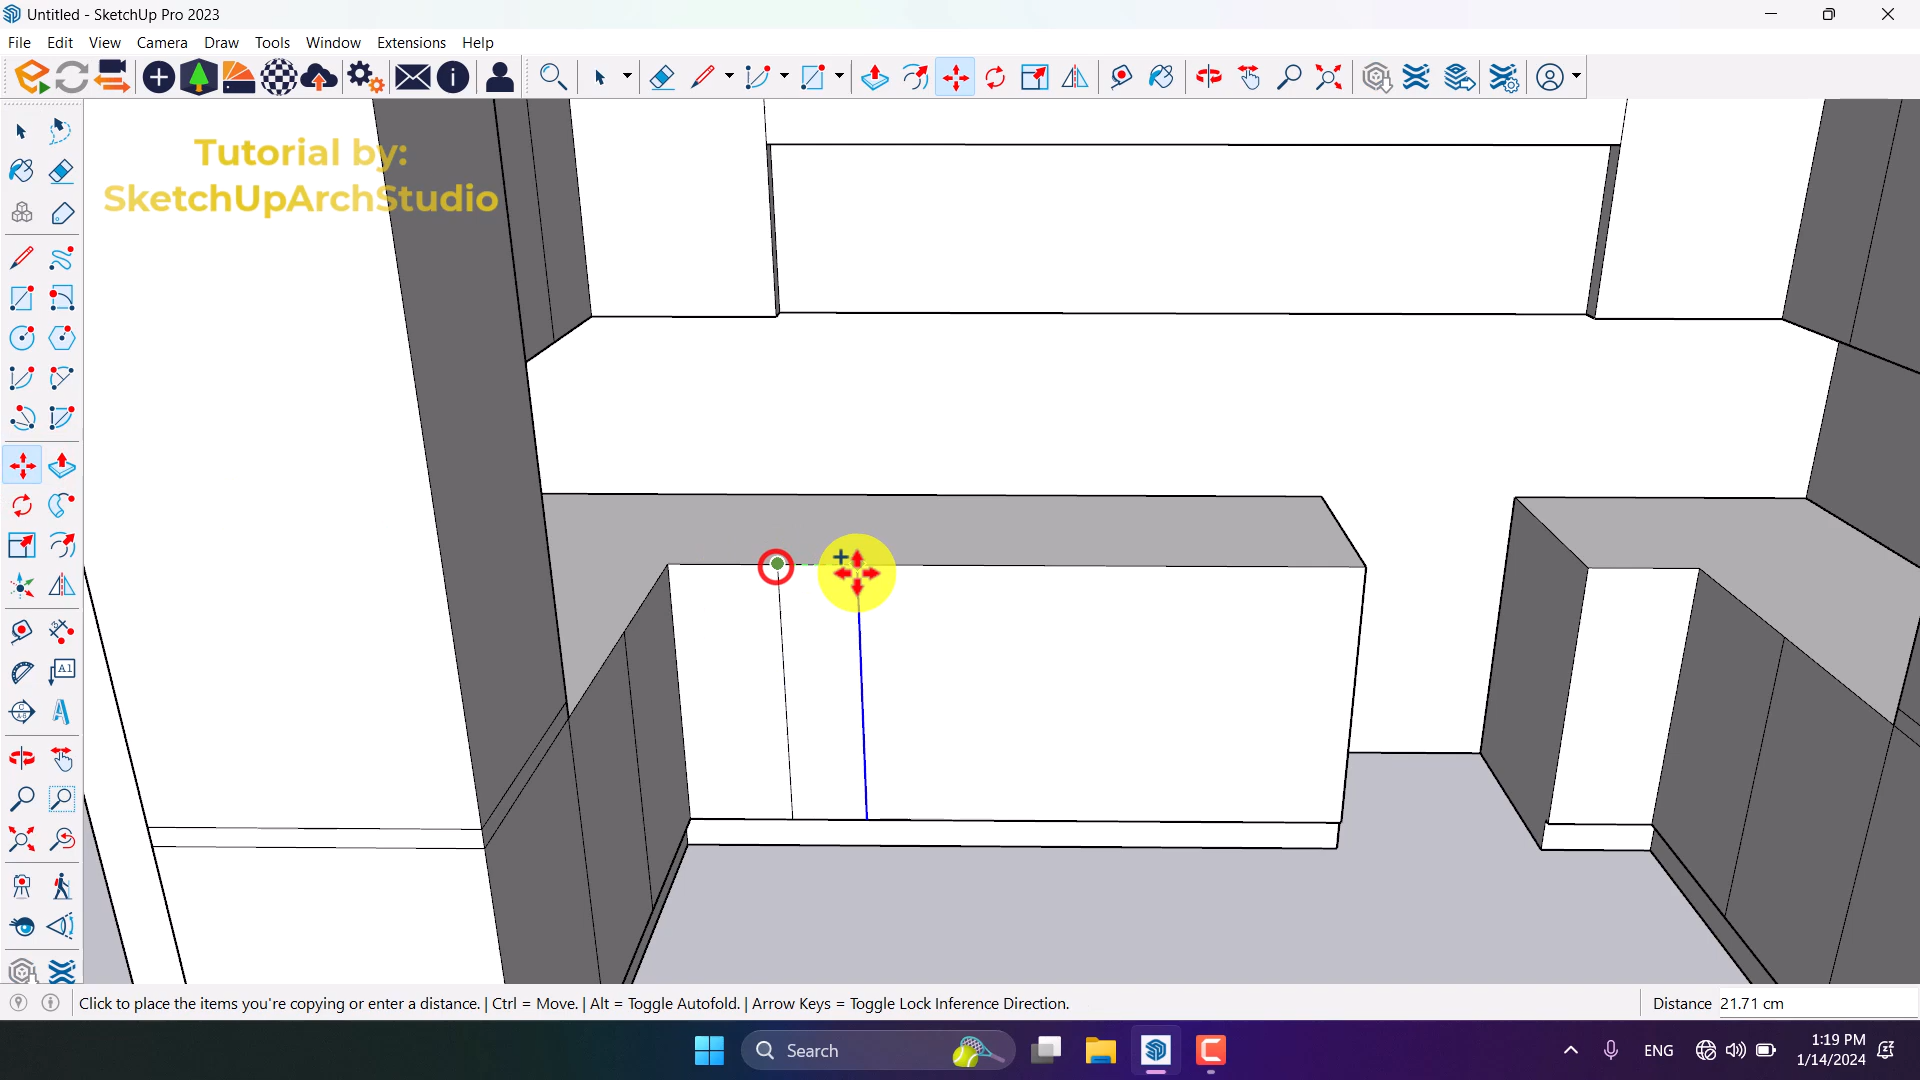 Untitled - SketchUp Pro 2023
File Edit View Camera Draw Tools Window Extensions Help
Tutorial by:
SketchUpArchStudio
A1
Click to place the items you're copying or enter a distance. | Ctrl = Move. | Alt = Toggle Autofold. | Arrow Keys = Toggle Lock Inference Direction.
Distance 21.71 cm
Search
ENG
1:19 PM
1/14/2024